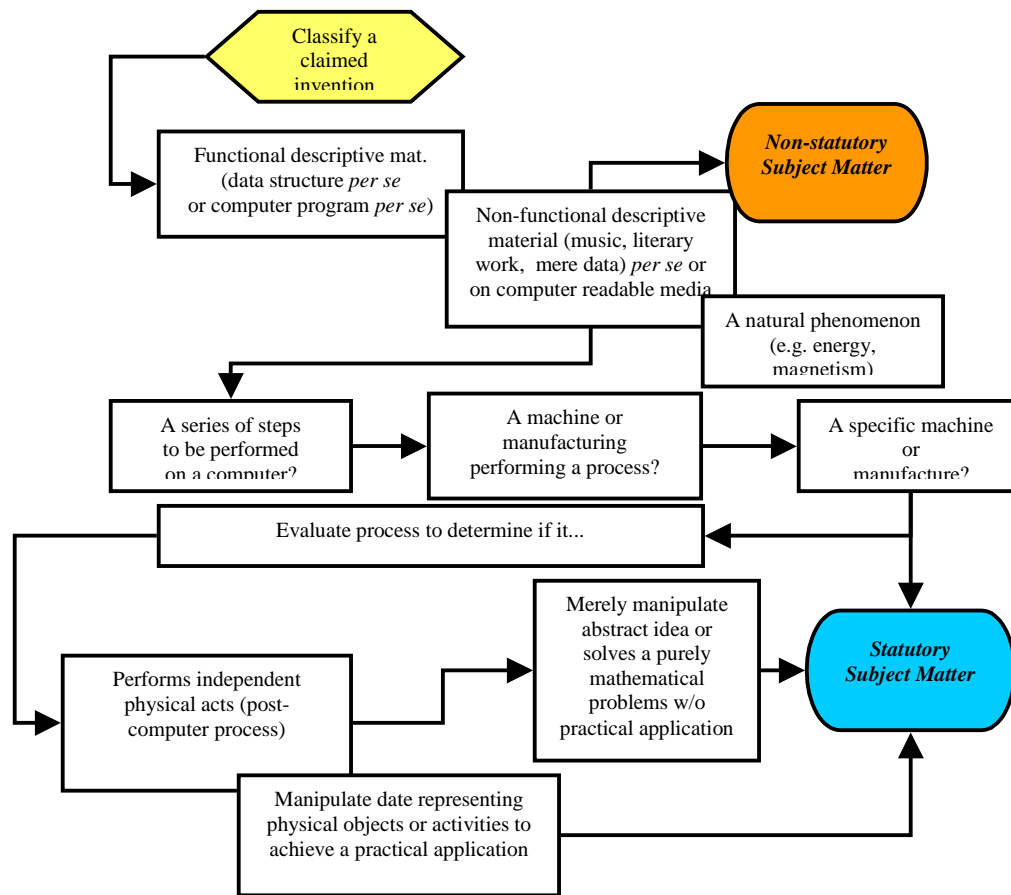 Classify a
claimed
invention
Functional descriptive mat.
(data structure per se
or computer program per se)
Non-statutory
Subject Matter
Non-functional descriptive
material (music, literary
work, mere data) per se or
on computer readable media
A natural phenomenon
(e.g. energy,
magnetism)
A series of steps
to be performed
on a computer?
A machine or
manufacturing
performing a process?
A specific machine
or
manufacture?
Evaluate process to determine if it...
Performs independent
physical acts (post-
computer process)
Merely manipulate
abstract idea or
solves a purely
mathematical
problems w/o
practical application
Statutory
Subject Matter
Manipulate date representing
physical objects or activities to
achieve a practical application